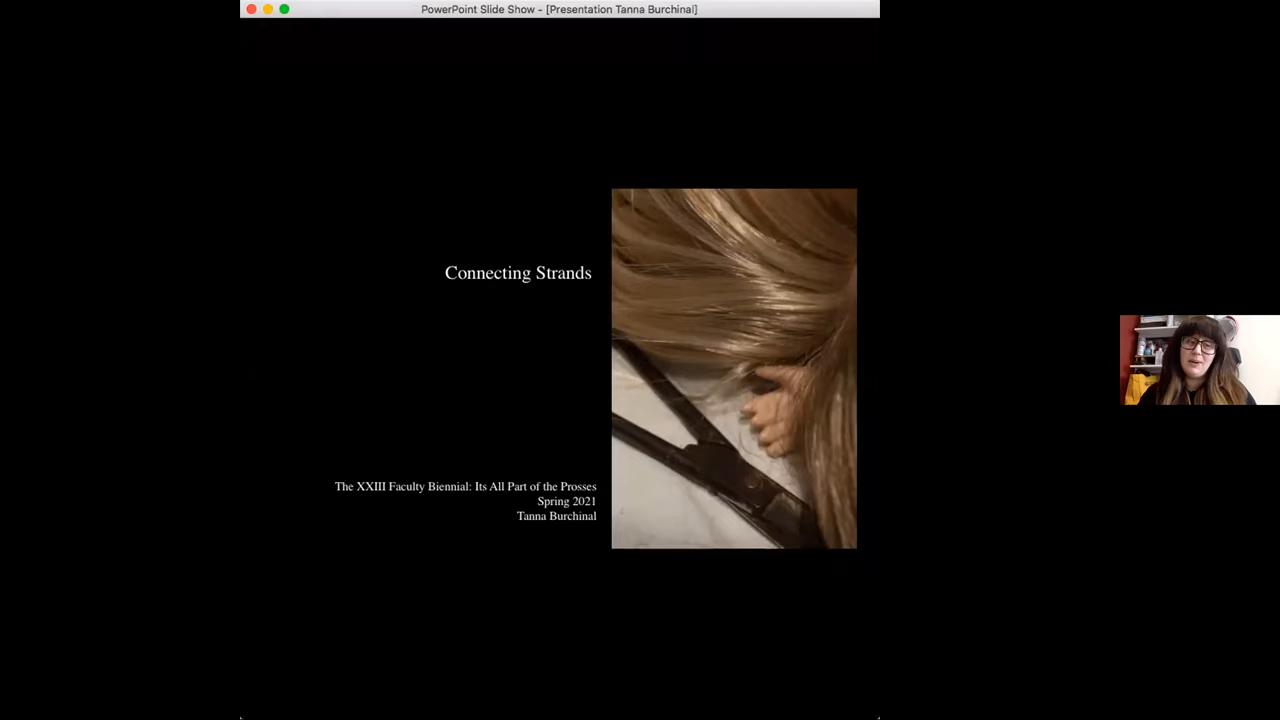 PowerPoint Slide Show - [Presentation Tanna Burchinal]
Connecting Strands
The XXIII Faculty Biennial: Its All Part of the Prosses
Spring 2021
Tanna Burchinal